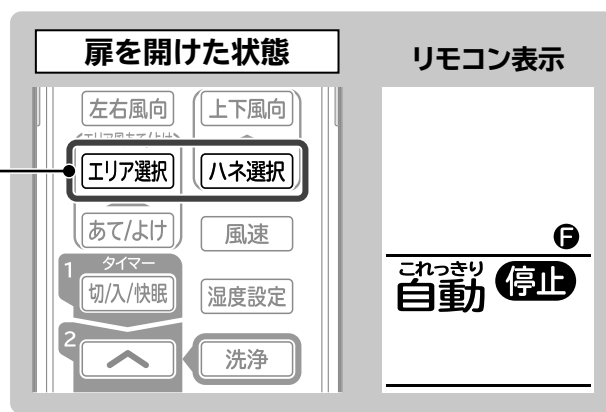 扉を開けた状態
リモコン表示
左右風向
上下風向
エリア選択
ハネ選択
あて/よけ
風速
F
1
タイマー
切/入/快眠
湿度設定
これっきり
自動
停止
2
洗浄